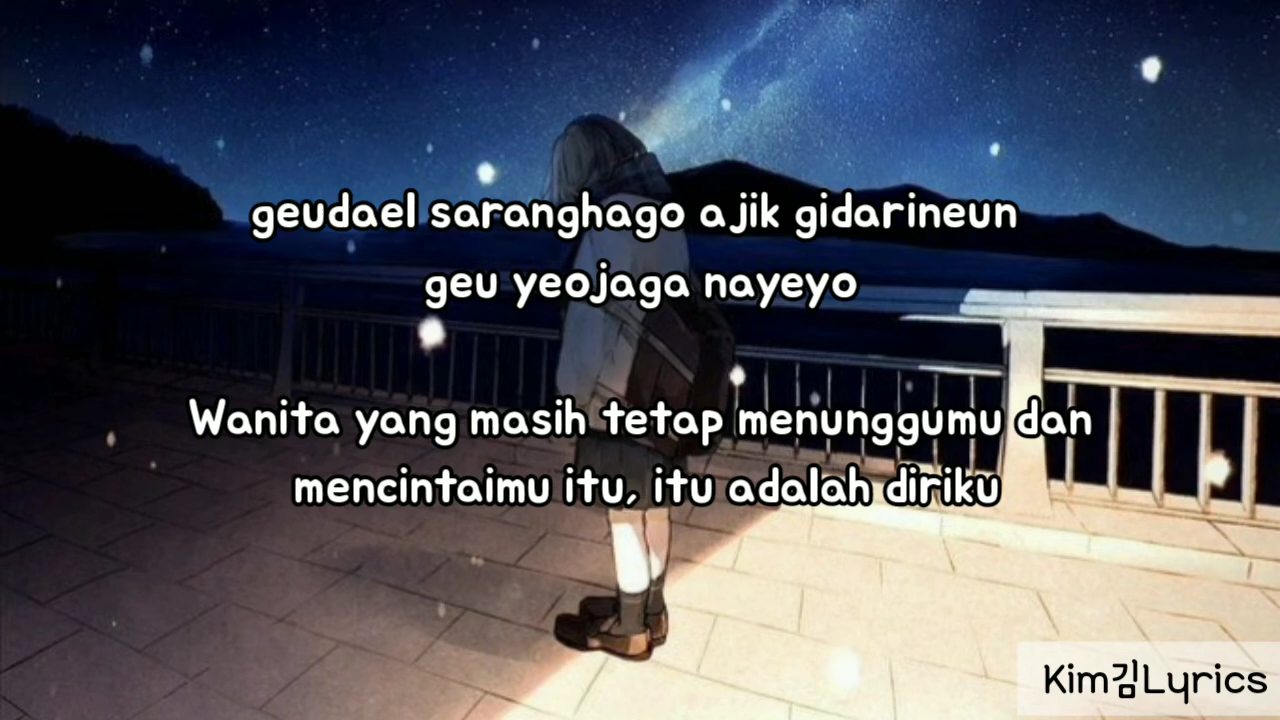 geudael saranghago ajik gidarineun
geu yeojaga nayeyo
Wanita yang masih tetap menunggumu dan
mencintaimu itu, itu adalah diriku
Kim김Lyrics